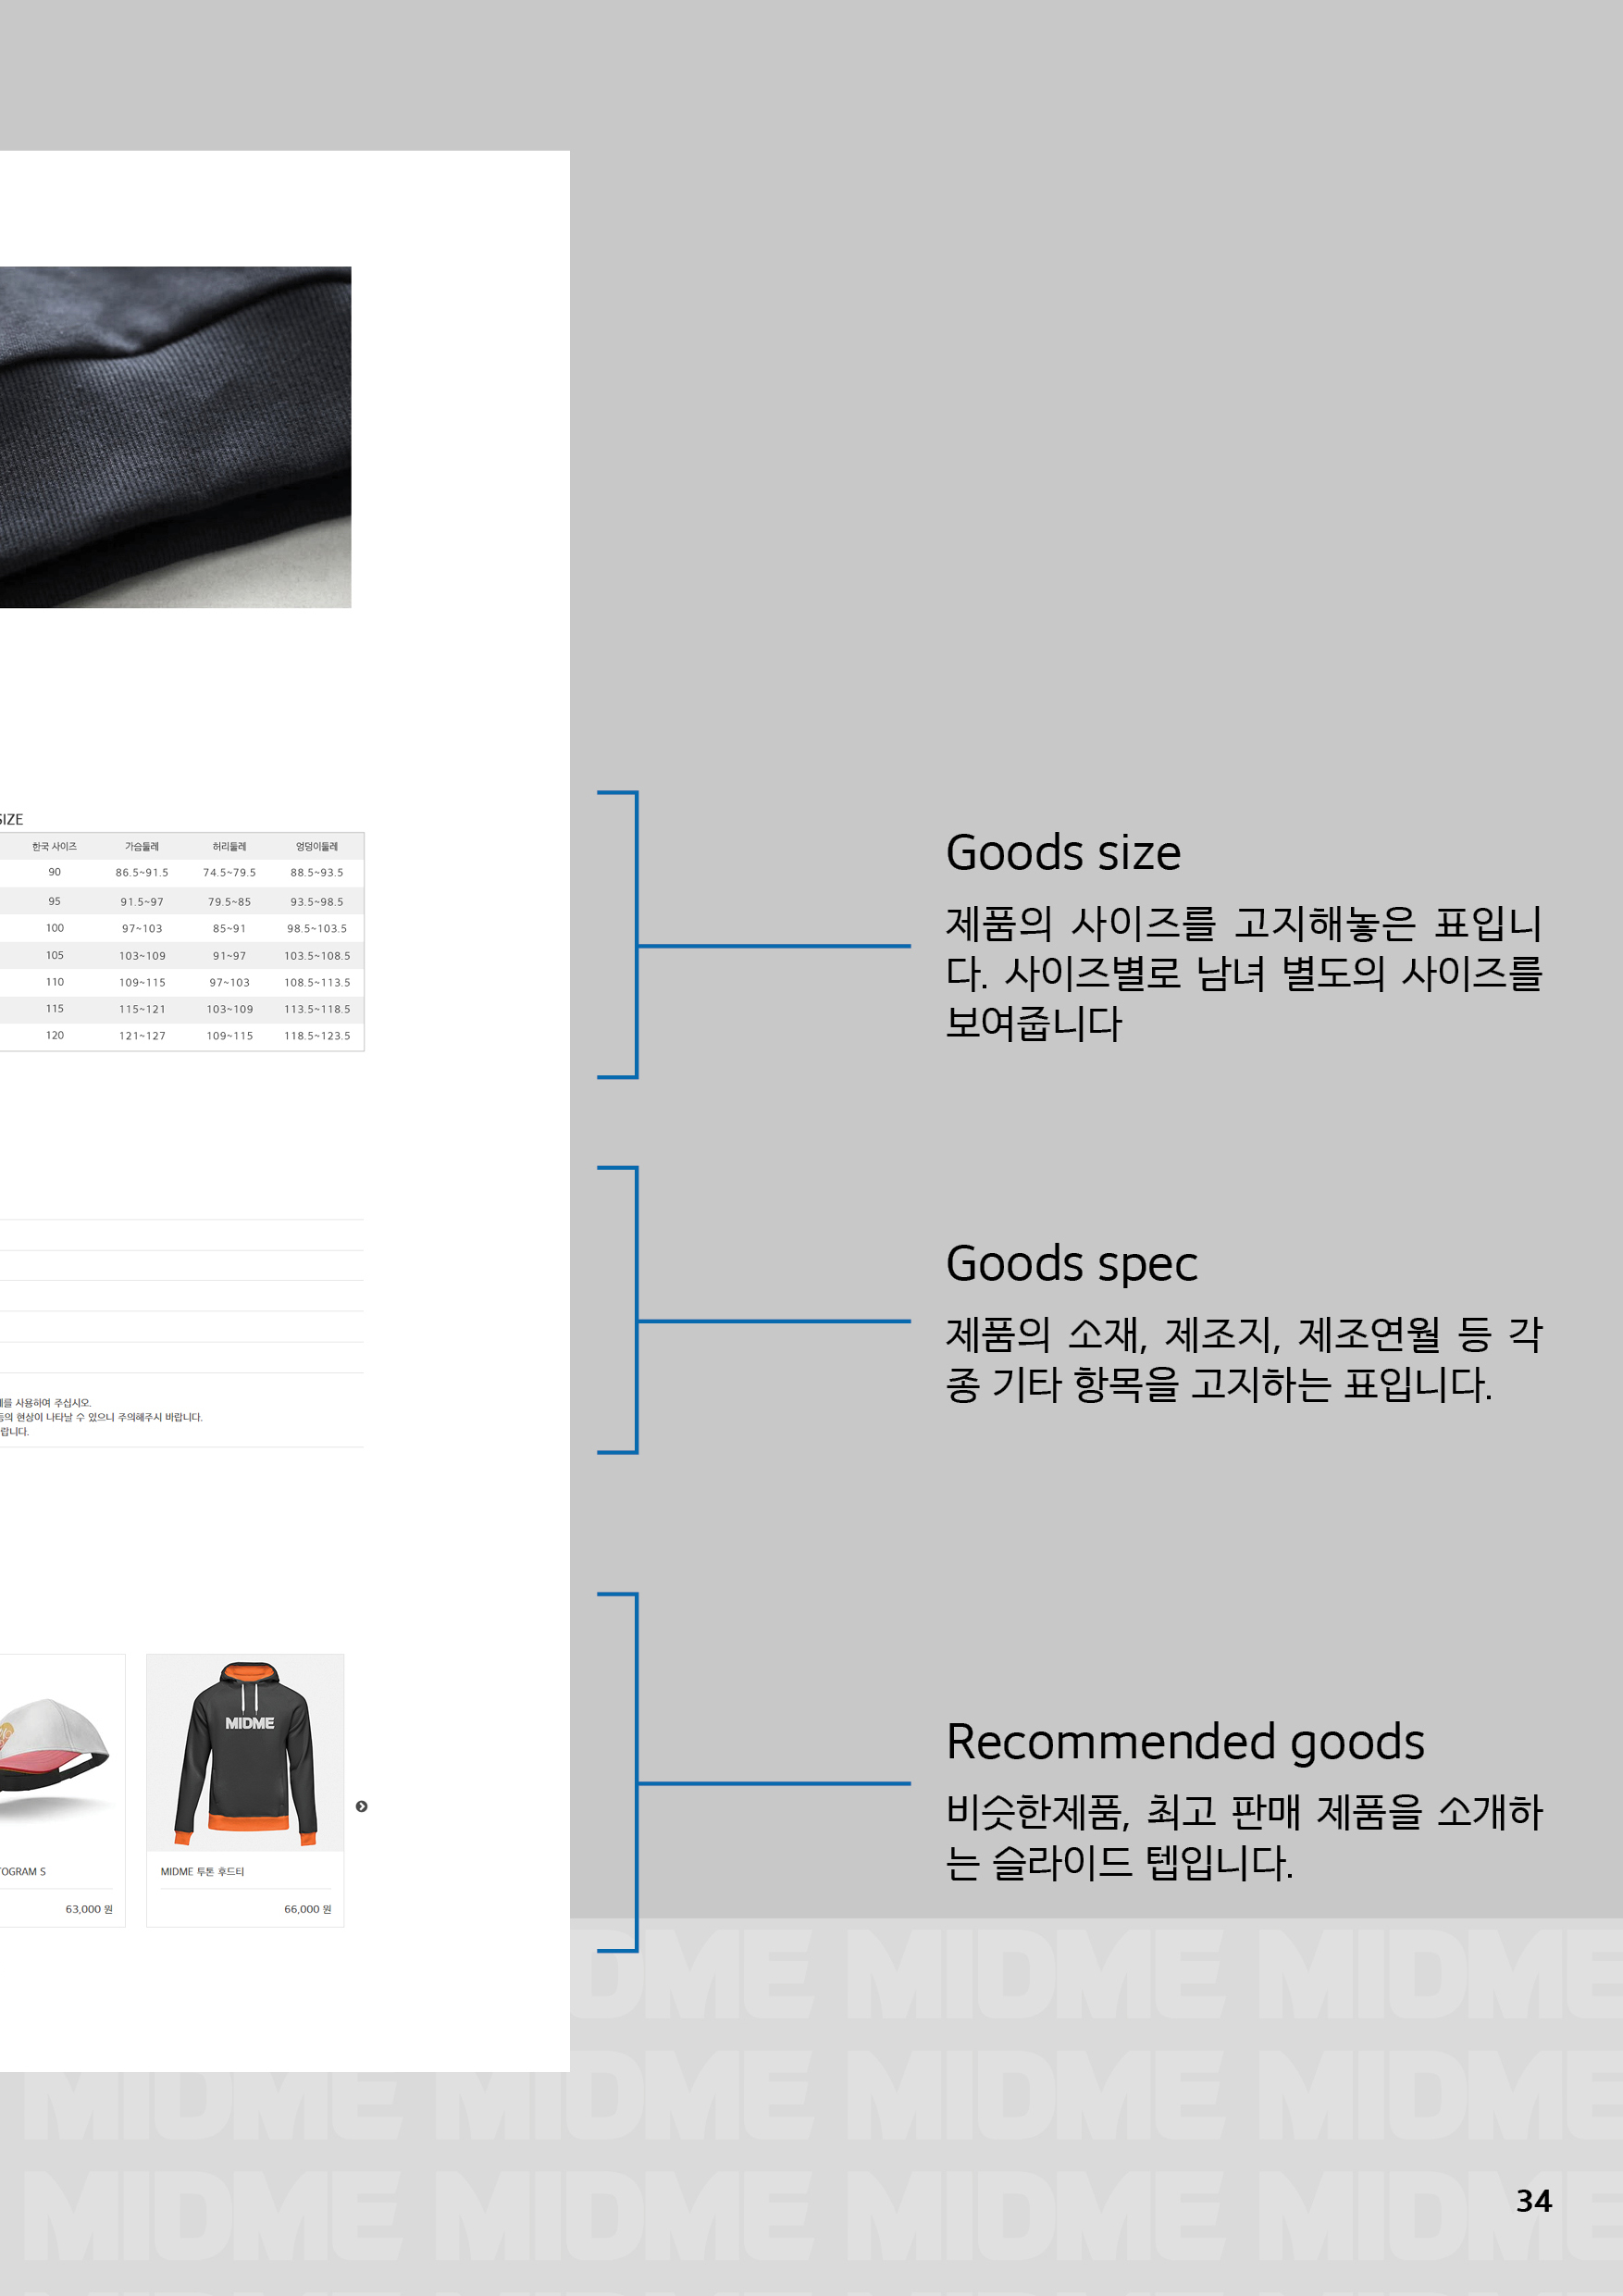 SIZE
한국 사이즈 가슴둘레 허리둘레 엉덩이둘레
90 86.5~91.5 74.5~79.5 88.5~93.5
95 91.5~97 79.5~85 93.5~98.5
100 97~103 85~91 98.5~103.5
105 103~109 91~97 103.5~108.5
110 109~115 97~103 108.5~113.5
115 115~121 103~109 113.5~118.5
120 121~127 109~115 118.5~123.5
Goods size
제품의 사이즈를 고지해놓은 표입니
다. 사이즈별로 남녀 별도의 사이즈를
보여줍니다
Goods spec
제품의 소재, 제조지, 제조연월 등 각
종 기타 항목을 고지하는 표입니다.
사용하여 주십시오.
현상이 나타날 수 있으니 주의해주시 바랍니다.
랍니다.
MIDME
OGRAM S
63,000 원
MIDME 투톤 후드티
66,000 원
Recommended goods
비슷한제품, 최고 판매 제품을 소개하
는 슬라이드 텝입니다.
DME MIDME MIDME
MIDME MIDME MIDME MIDME
MIDME MIDME MIDME MIDME
34